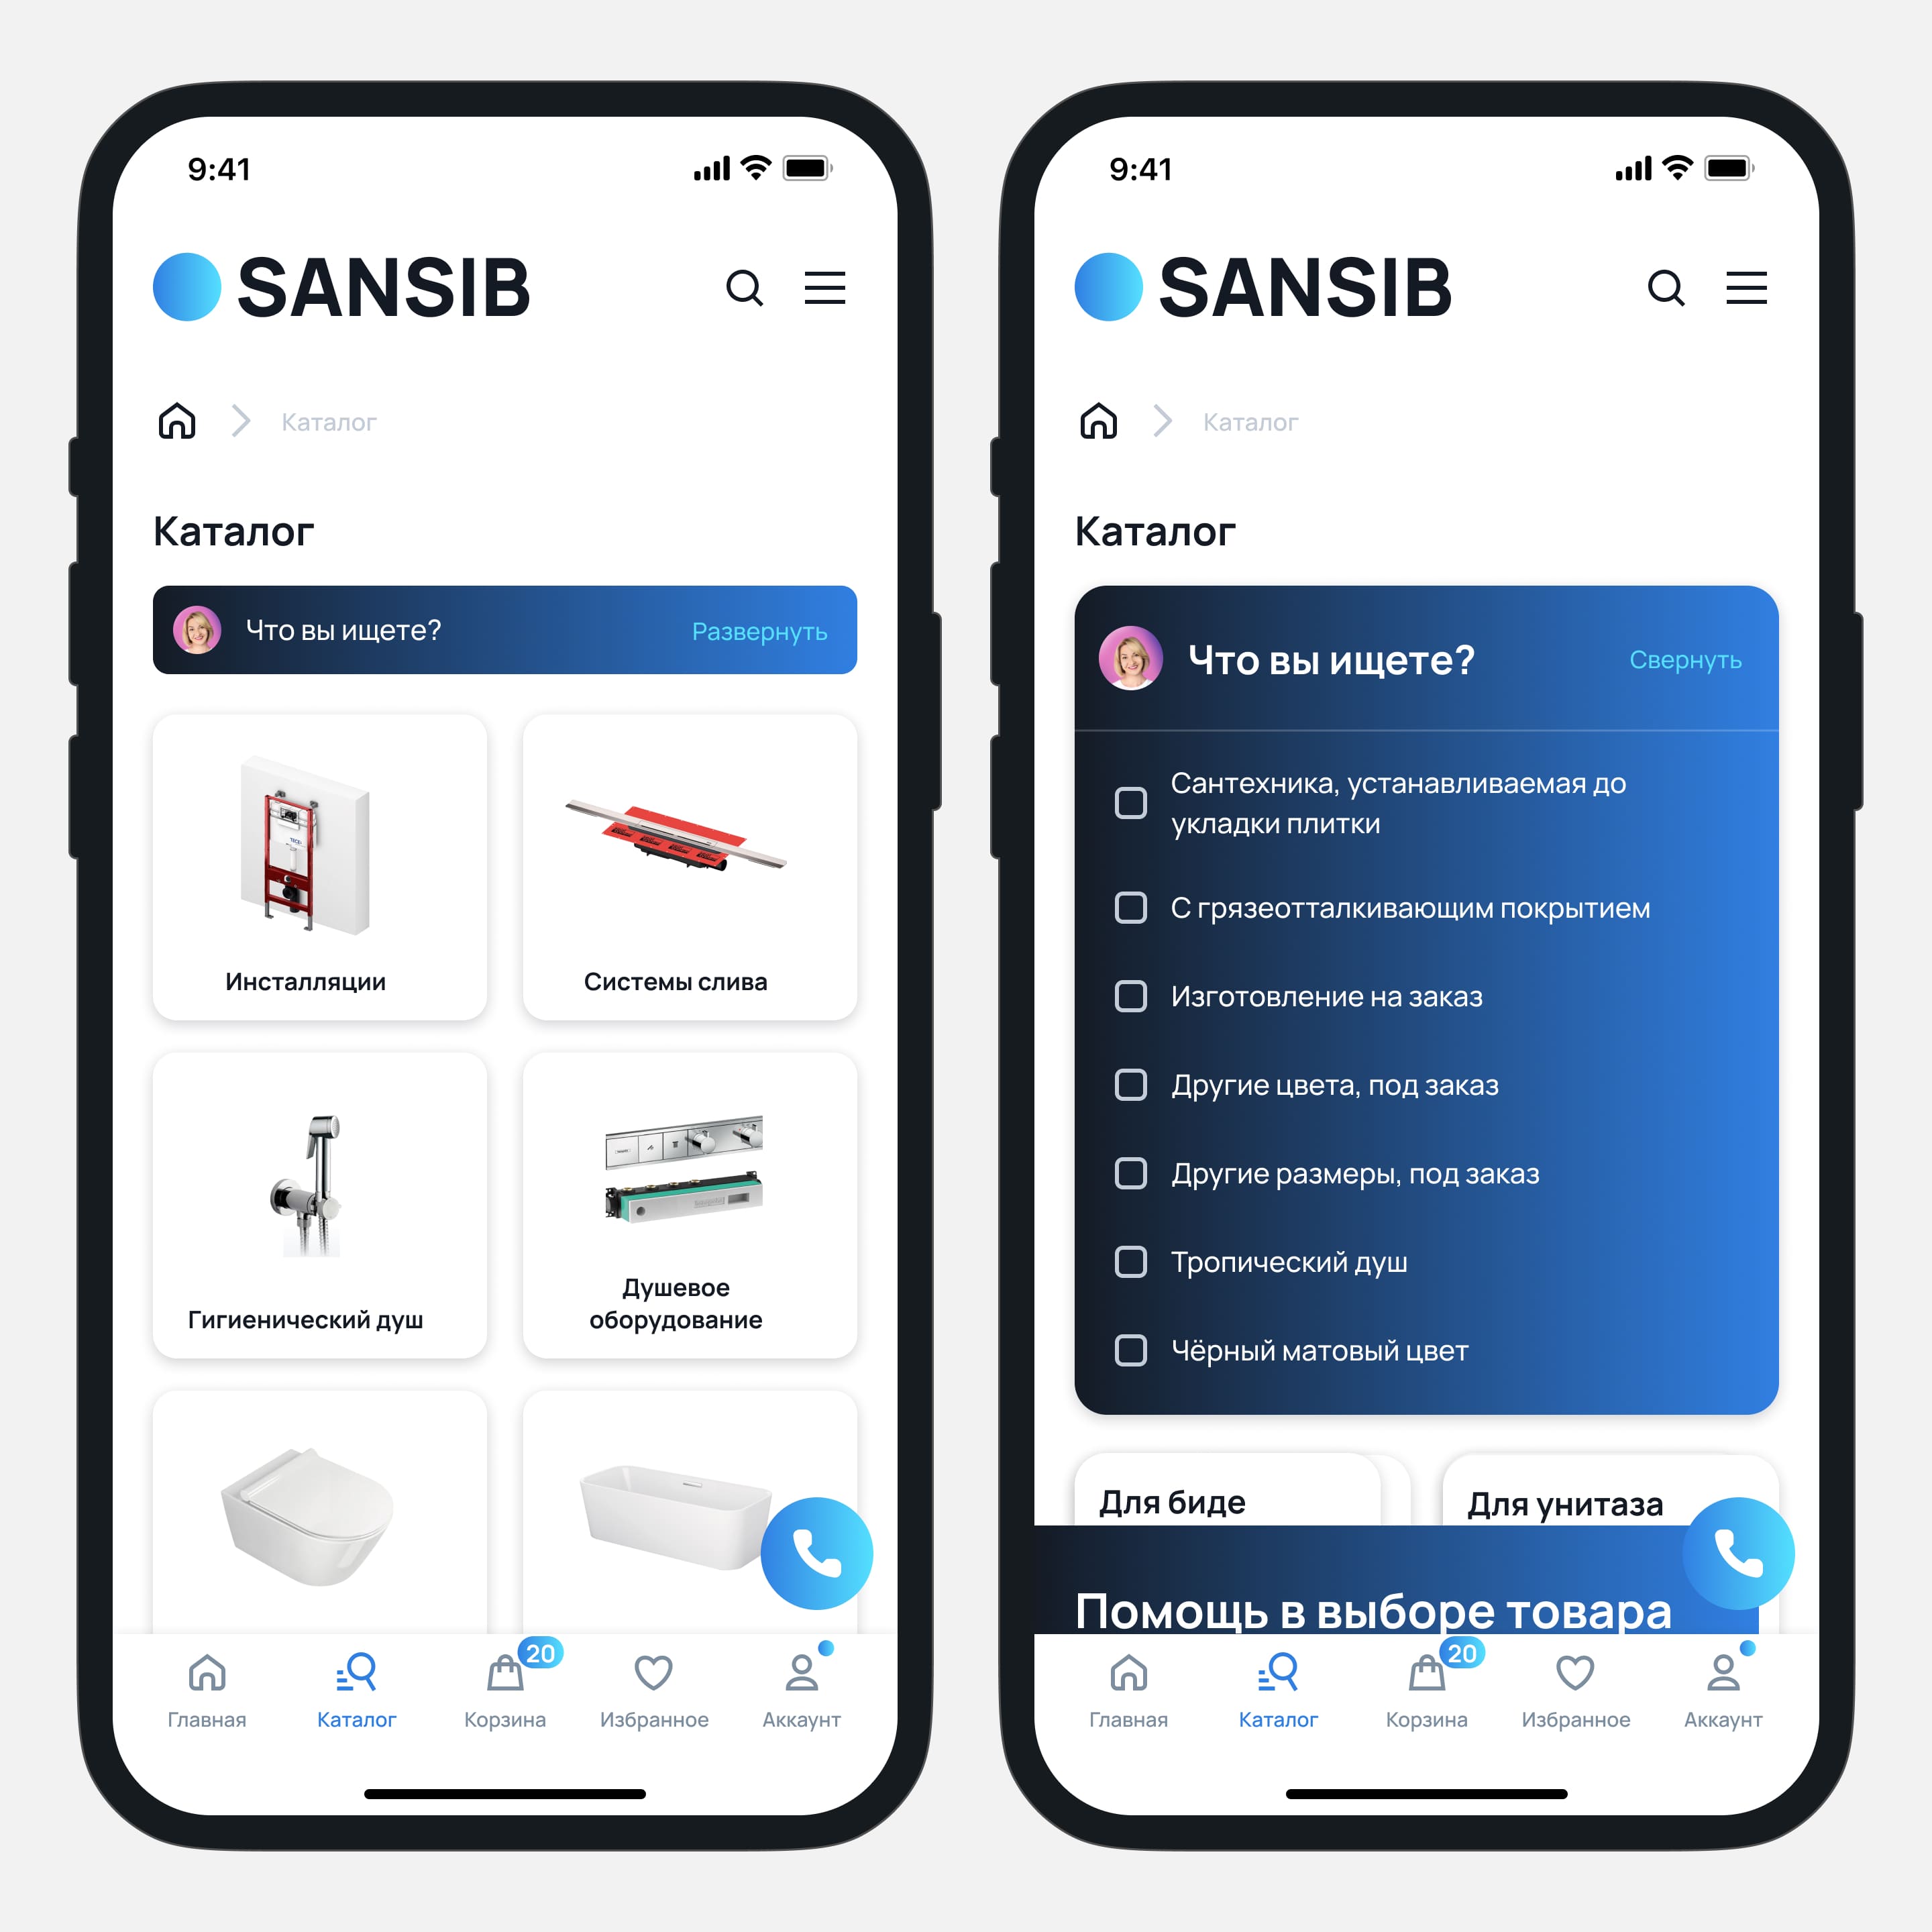 9:41
SANSIB
Каталог
Каталог
Что вы ищете?
Развернуть
Инсталляции
Системы слива
Гигиенический душ
Душевое
оборудование
20
Главная
Каталог
Корзина
Избранное
Аккаунт
9:41
SANSIB
Каталог
Каталог
Что вы ищете?
Свернуть
Сантехника, устанавливаемая до
укладки плитки
С грязеотталкивающим покрытием
Изготовление на заказ
Другие цвета, под заказ
Другие размеры, под заказ
Тропический душ
Чёрный матовый цвет
Для биде
Для унитаза
Помощь в выборе товара
20
Главная
Каталог
Корзина
Избранное
Аккаунт